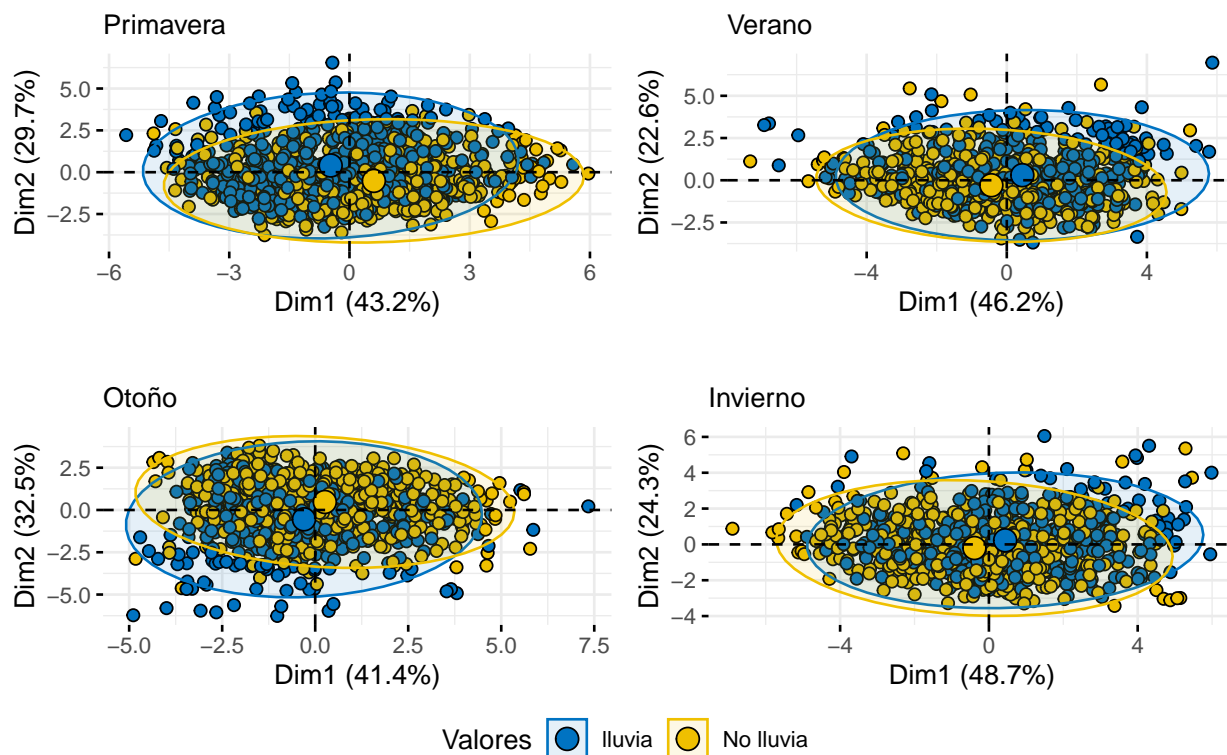 Primavera
Dim2 (29.7%)
5.0
2.5
0.0
−2.5
−6
−3
0
3
6
Dim1 (43.2%)
Verano
Dim2 (22.6%)
5.0
2.5
0.0
−2.5
−4
0
4
Dim1 (46.2%)
Otoño
Dim2 (32.5%)
2.5
0.0
−2.5
−5.0
−5.0
−2.5
0.0
2.5
5.0
7.5
Dim1 (41.4%)
Invierno
Dim2 (24.3%)
6
4
2
0
−2
−4
−4
0
4
Dim1 (48.7%)
Valores lluvia No lluvia